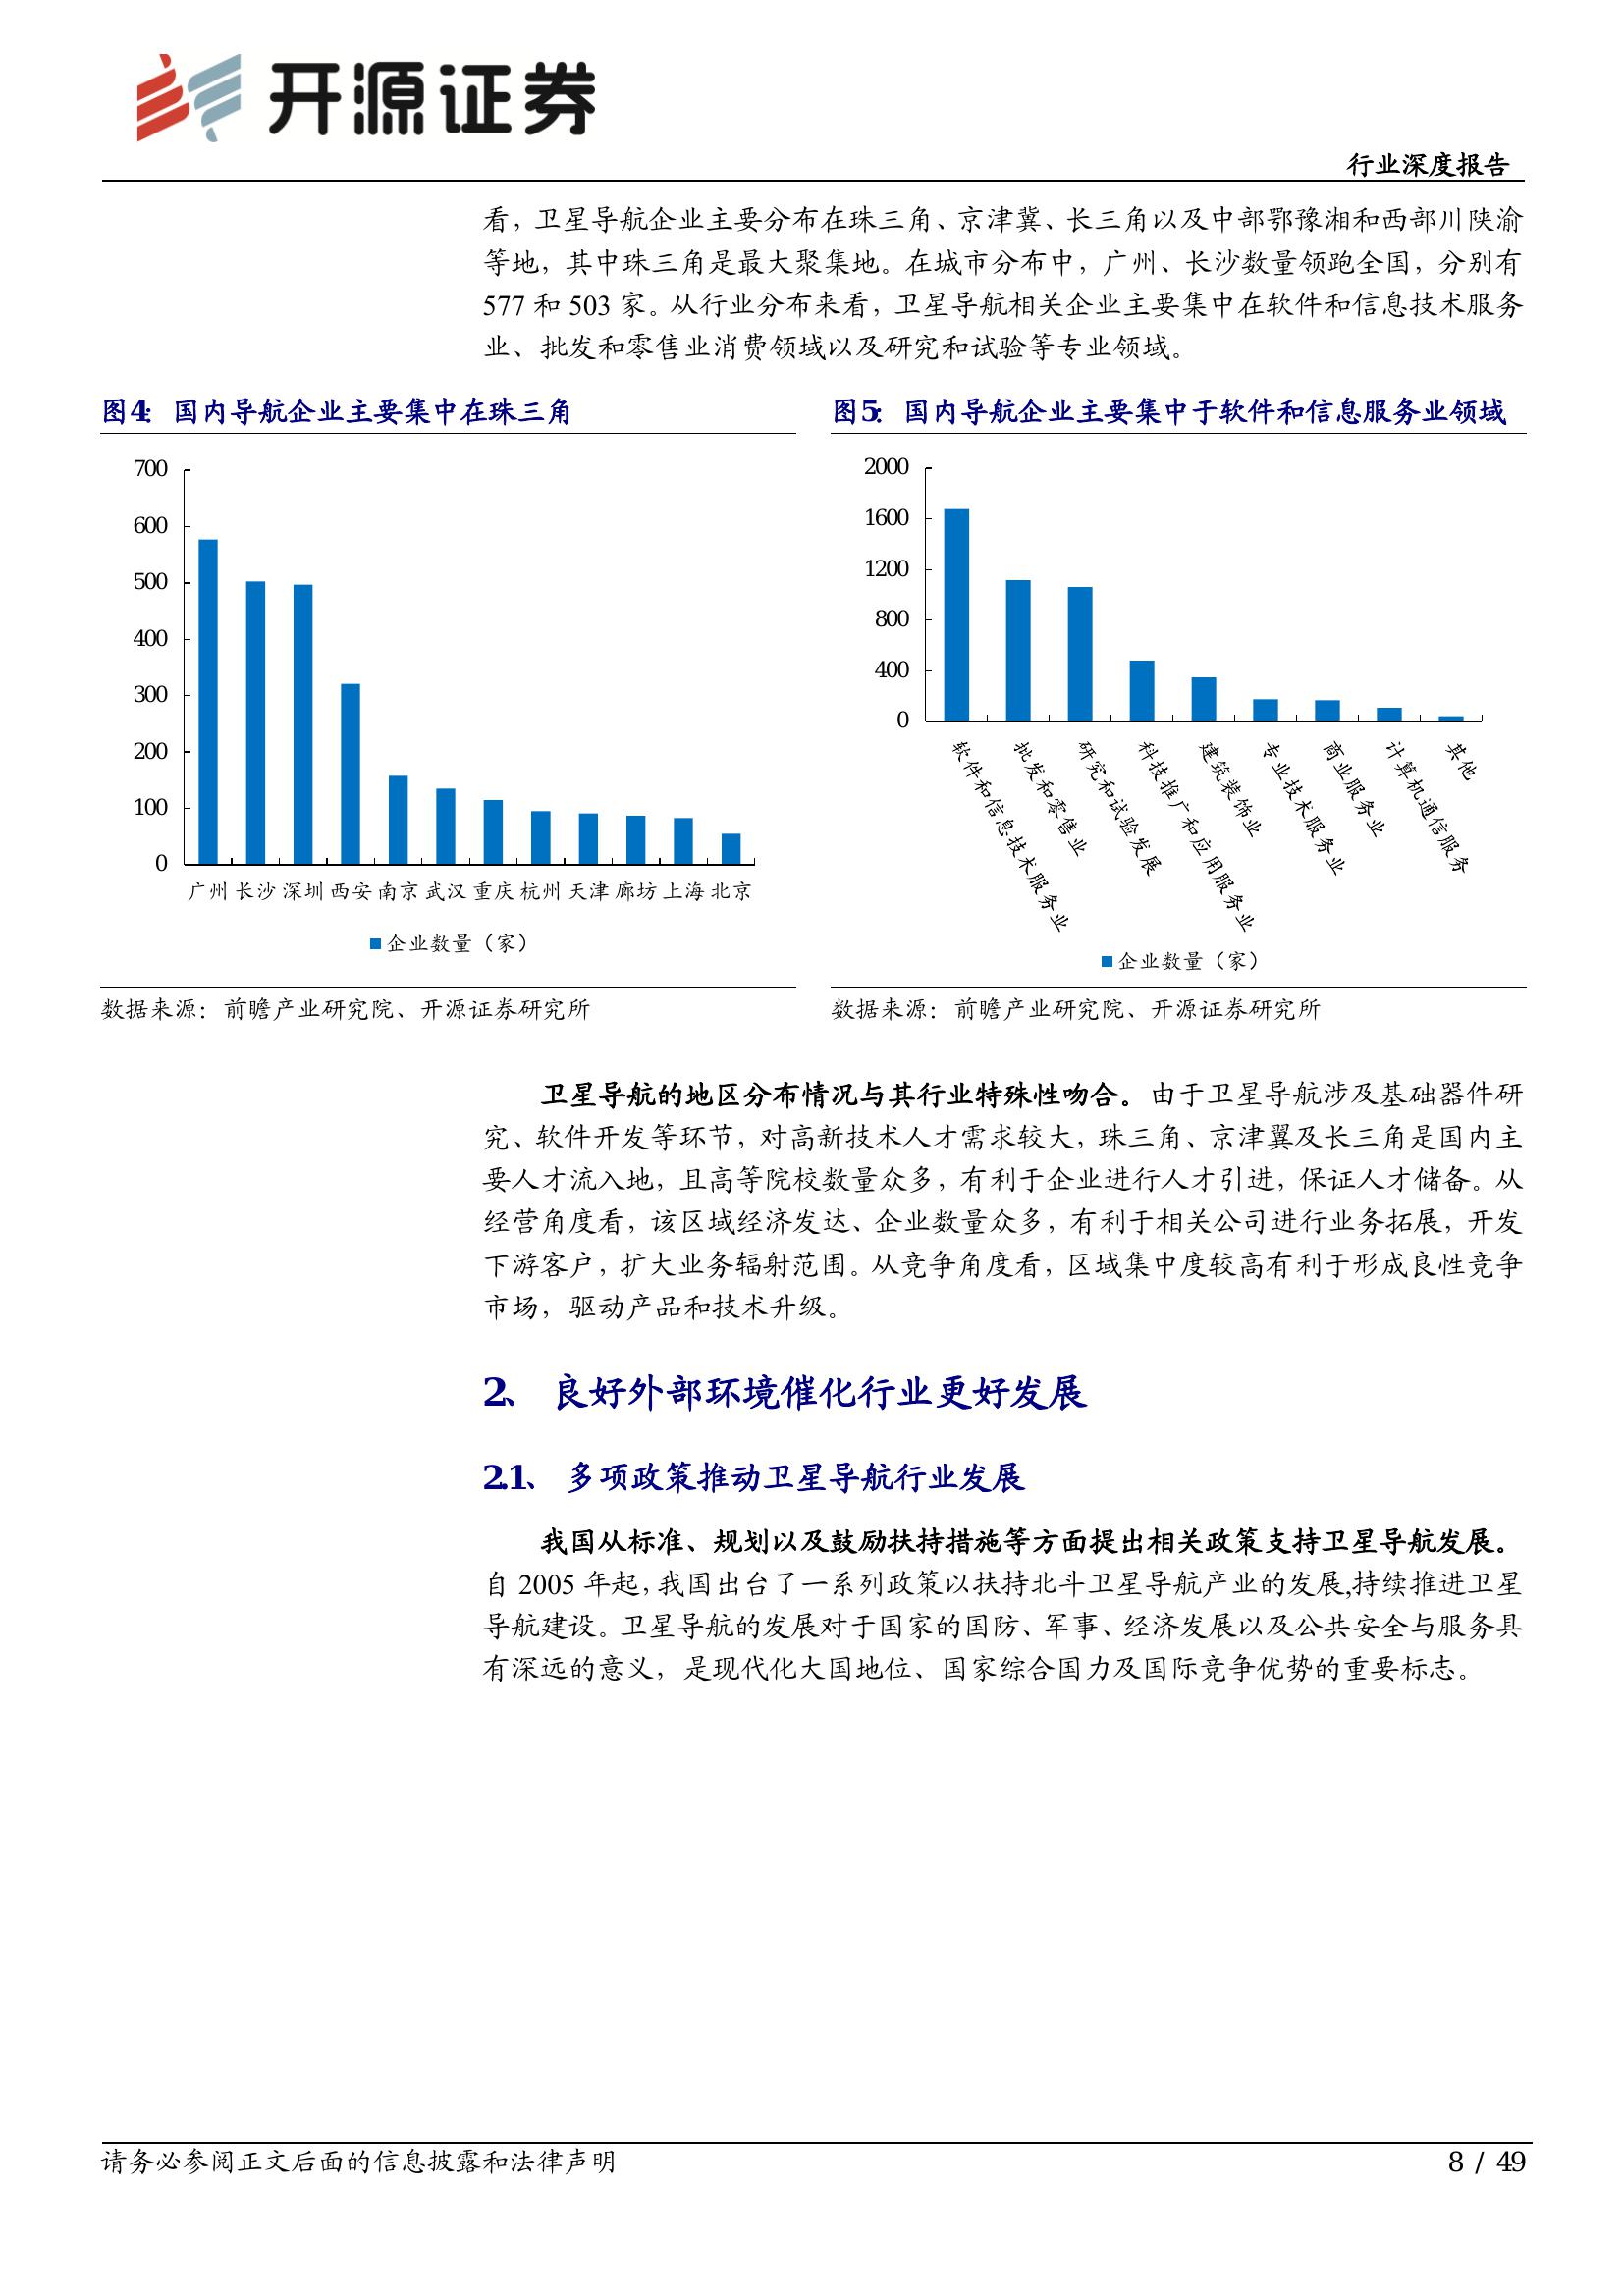 开源证券
行业深度报告
看，卫星导航企业主要分布在珠三角、京津冀、长三角以及中部鄂豫湘和西部川陕渝
等地，其中珠三角是最大聚集地。在城市分布中，广州、长沙数量领跑全国，分别有
577 和 503 家。从行业分布来看，卫星导航相关企业主要集中在软件和信息技术服务
业、批发和零售业消费领域以及研究和试验等专业领域。
图4：国内导航企业主要集中在珠三角
700
600
500
400
300
200
100
0
广州 长沙 深圳 西安 南京 武汉 重庆 杭州 天津 廊坊 上海 北京
企业数量（家）
数据来源：前瞻产业研究院、开源证券研究所
图5：国内导航企业主要集中于软件和信息服务业领域
2000
1600
1200
800
400
0
软件和信息技术服务业
批发和零售业
研究和试验发展
科技推广和应用服务业
建筑装饰业
专业技术服务业
商业服务业
计算机通信服务
其他
企业数量（家）
数据来源：前瞻产业研究院、开源证券研究所
卫星导航的地区分布情况与其行业特殊性吻合。由于卫星导航涉及基础器件研
究、软件开发等环节，对高新技术人才需求较大，珠三角、京津翼及长三角是国内主
要人才流入地，且高等院校数量众多，有利于企业进行人才引进，保证人才储备。从
经营角度看，该区域经济发达、企业数量众多，有利于相关公司进行业务拓展，开发
下游客户，扩大业务辐射范围。从竞争角度看，区域集中度较高有利于形成良性竞争
市场，驱动产品和技术升级。
2、 良好外部环境催化行业更好发展
2.1、 多项政策推动卫星导航行业发展
我国从标准、规划以及鼓励扶持措施等方面提出相关政策支持卫星导航发展。
自 2005 年起，我国出台了一系列政策以扶持北斗卫星导航产业的发展,持续推进卫星
导航建设。卫星导航的发展对于国家的国防、军事、经济发展以及公共安全与服务具
有深远的意义，是现代化大国地位、国家综合国力及国际竞争优势的重要标志。
请务必参阅正文后面的信息披露和法律声明
8 / 49